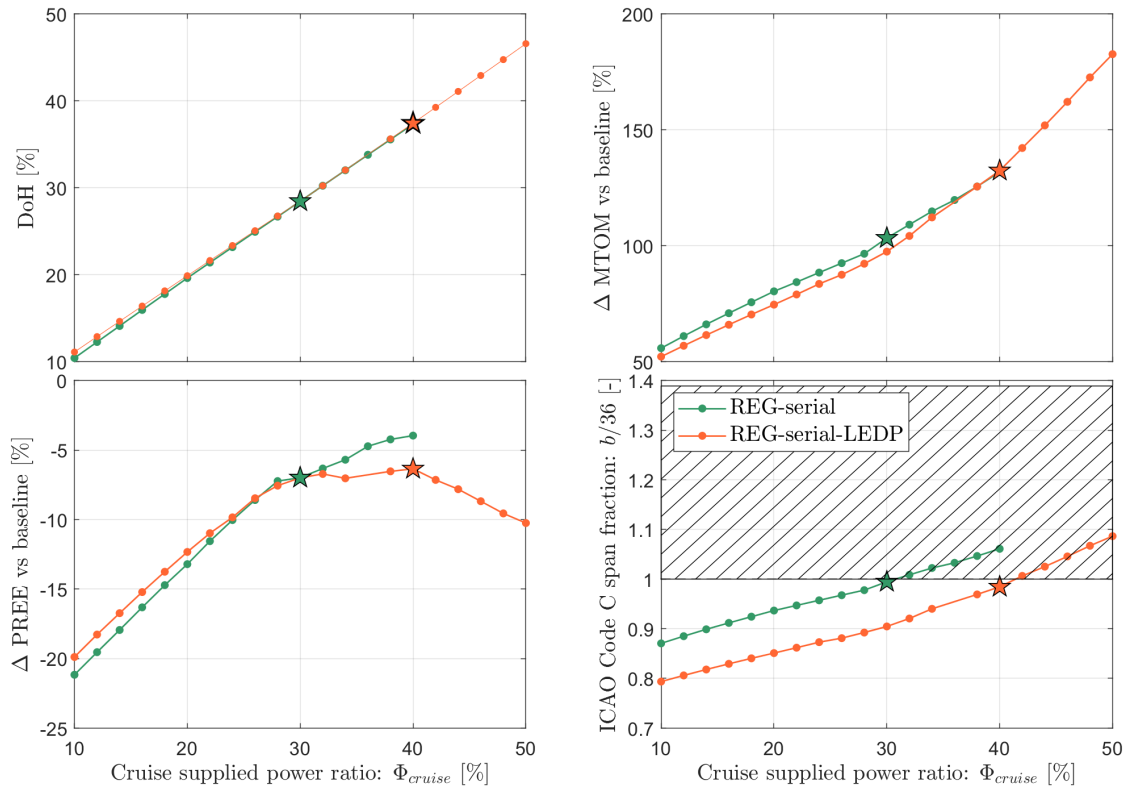 50
40
30
20
10
DoH [%]
200
150
100
50
Δ MTOM vs baseline [%]
0
-5
-10
-15
-20
-25
Δ PREE vs baseline [%]
10 20 30 40 50
Cruise supplied power ratio: Φcruise [%]
1.4
1.3
1.2
1.1
1
0.9
0.8
0.7
ICAO Code C span fraction: b/36 [-]
REG-serial
REG-serial-LEDP
10 20 30 40 50
Cruise supplied power ratio: Φcruise [%]